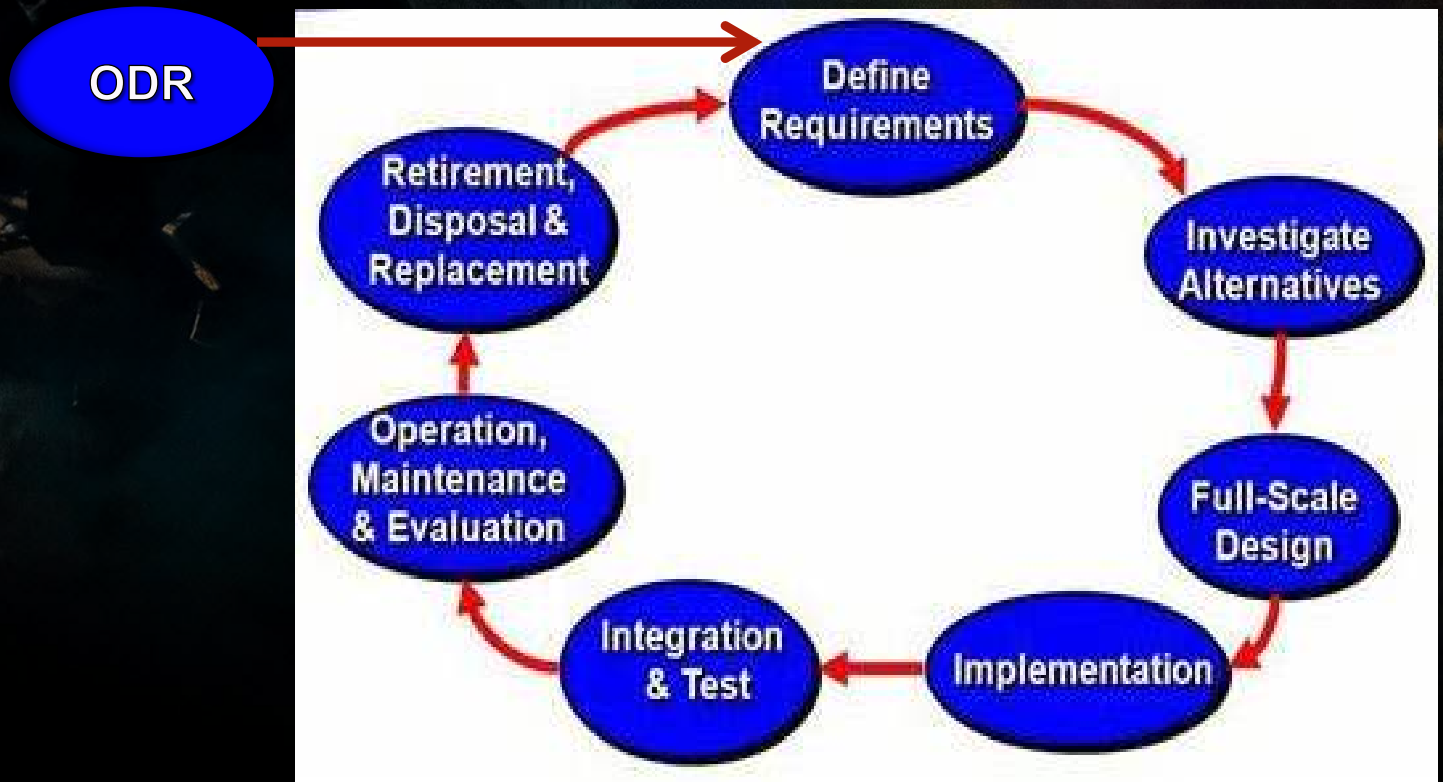 ODR
Define
Requirements
Investigate
Alternatives
Full-Scale
Design
Implementation
Integration
& Test
Operation,
Maintenance
& Evaluation
Retirement,
Disposal &
Replacement